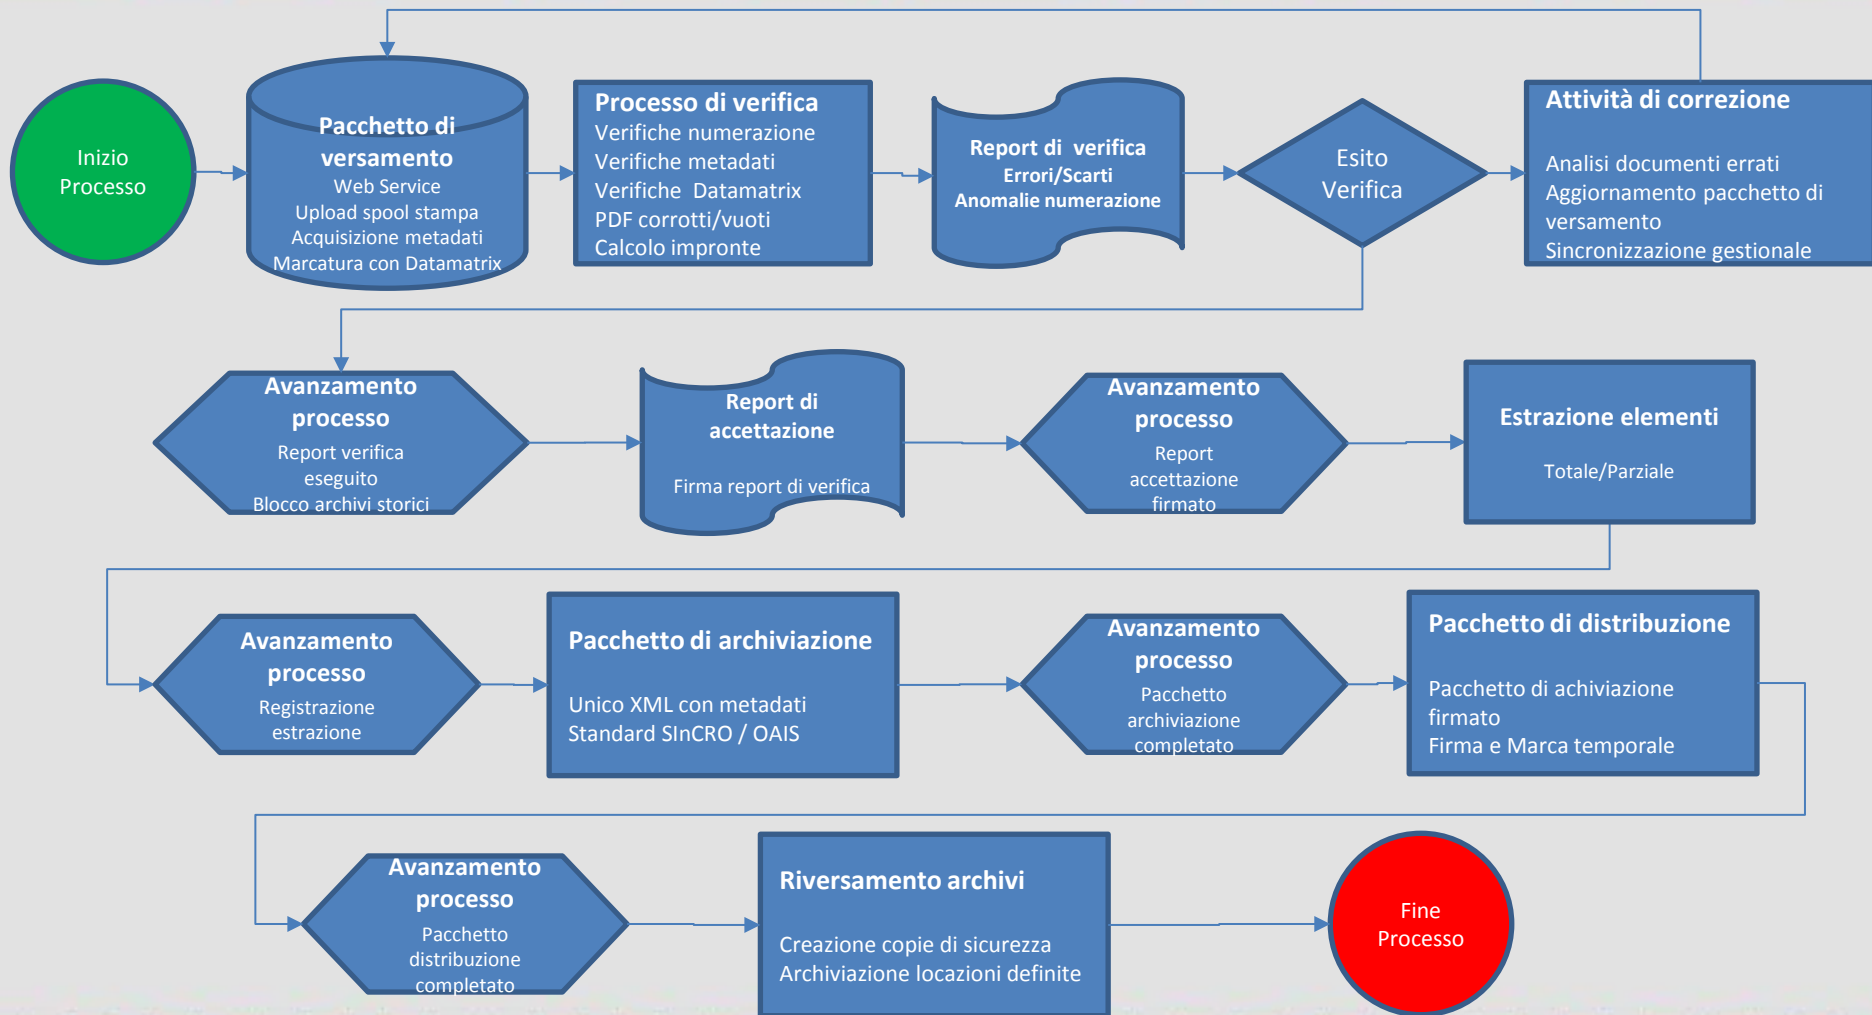 Inizio
Processo
Pacchetto di
versamento
Web Service
Upload spool stampa
Acquisizione metadati
Marcatura con Datamatrix
Processo di verifica
Verifiche numerazione
Verifiche metadati
Verifiche Datamatrix
PDF corrotti/vuoti
Calcolo impronte
Report di verifica
Errori/Scarti
Anomalie numerazione
Esito
Verifica
Attività di correzione
Analisi documenti errati
Aggiornamento pacchetto di
versamento
Sincronizzazione gestionale
Avanzamento
processo
Report verifica
eseguito
Blocco archivi storici
Report di
accettazione
Firma report di verifica
Avanzamento
processo
Report
accettazione
firmato
Estrazione elementi
Totale/Parziale
Avanzamento
processo
Registrazione
estrazione
Pacchetto di archiviazione
Unico XML con metadati
Standard SInCRO / OAIS
Avanzamento
processo
Pacchetto
archiviazione
completato
Pacchetto di distribuzione
Pacchetto di achiviazione
firmato
Firma e Marca temporale
Avanzamento
processo
Pacchetto
distribuzione
completato
Riversamento archivi
Creazione copie di sicurezza
Archiviazione locazioni definite
Fine
Processo